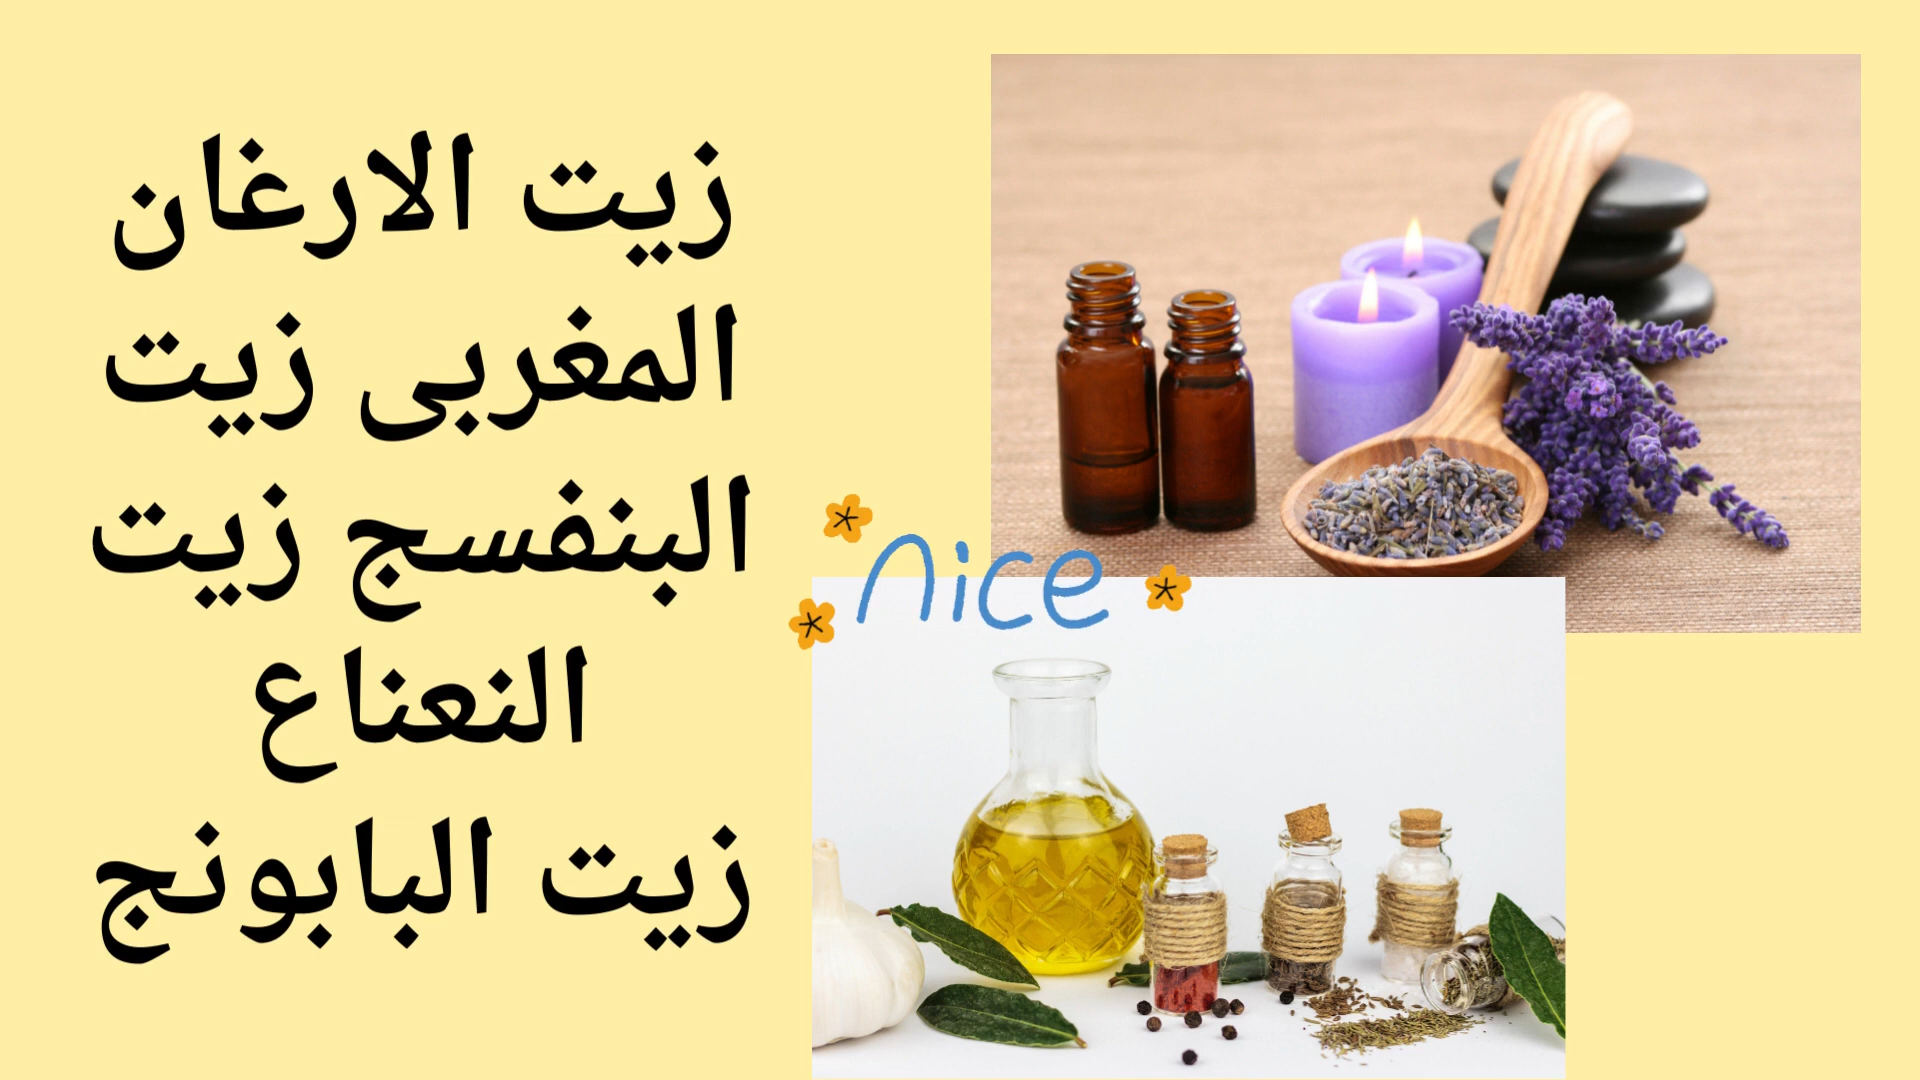 زيت الارغان
المغربى زيت
البنفسج زيت
النعناع
زيت البابونج
nice